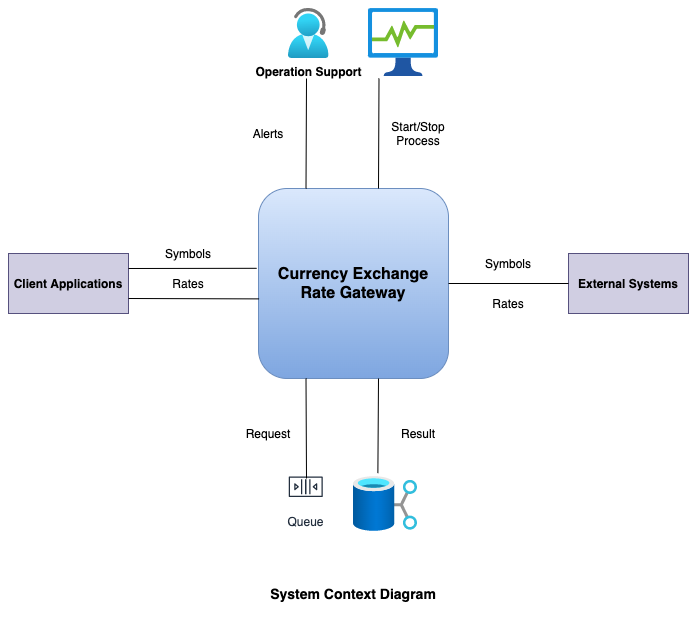 Operation Support
Alerts
Start/Stop
Process
Client Applications
Symbols
Rates
Currency Exchange
Rate Gateway
Symbols
Rates
External Systems
Request
Result
Queue
System Context Diagram